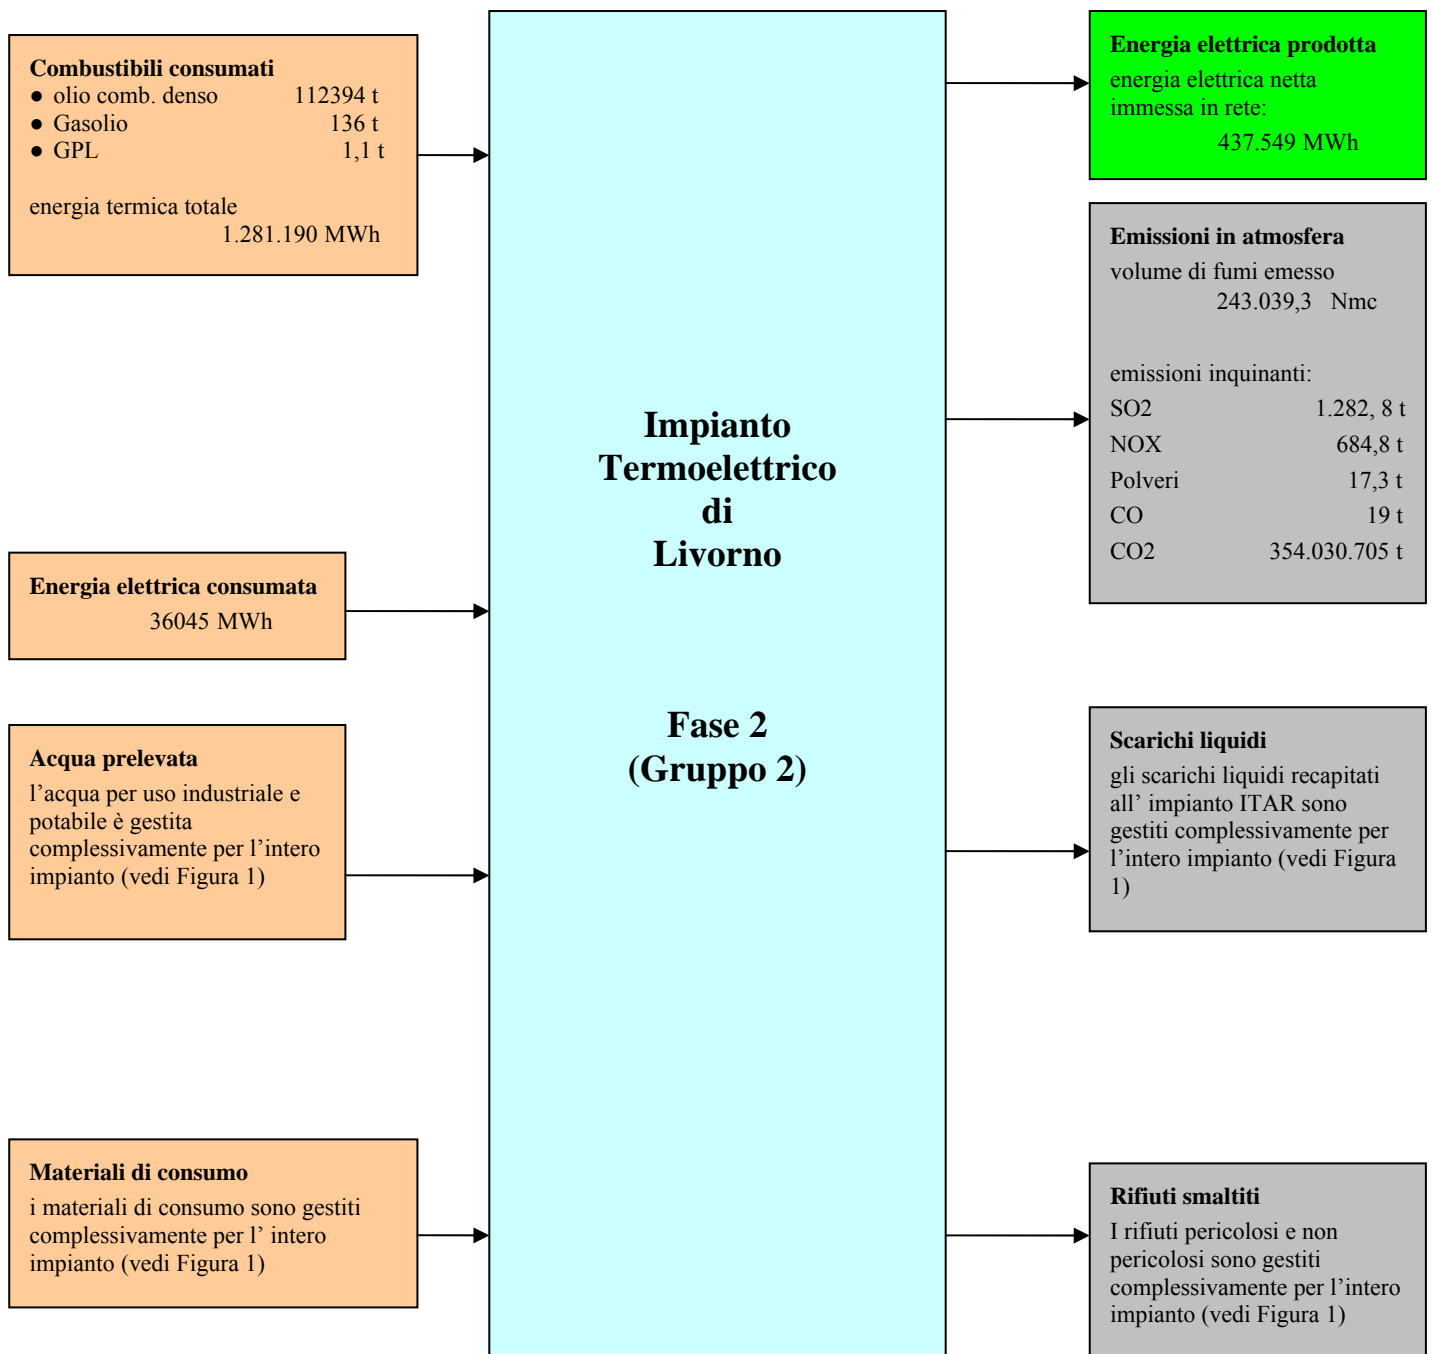 Combustibili consumati
● olio comb. denso 112394 t
● Gasolio 136 t
● GPL 1,1 t
energia termica totale
1.281.190 MWh
Energia elettrica consumata
36045 MWh
Acqua prelevata
l’acqua per uso industriale e
potabile è gestita
complessivamente per l’intero
impianto (vedi Figura 1)
Materiali di consumo
i materiali di consumo sono gestiti
complessivamente per l’ intero
impianto (vedi Figura 1)
Impianto
Termoelettrico
di
Livorno
Fase 2
(Gruppo 2)
Energia elettrica prodotta
energia elettrica netta
immessa in rete:
437.549 MWh
Emissioni in atmosfera
volume di fumi emesso
243.039,3 Nmc
emissioni inquinanti:
SO2 1.282, 8 t
NOX 684,8 t
Polveri 17,3 t
CO 19 t
CO2 354.030.705 t
Scarichi liquidi
gli scarichi liquidi recapitati
all’ impianto ITAR sono
gestiti complessivamente per
l’intero impianto (vedi Figura
1)
Rifiuti smaltiti
I rifiuti pericolosi e non
pericolosi sono gestiti
complessivamente per l’intero
impianto (vedi Figura 1)